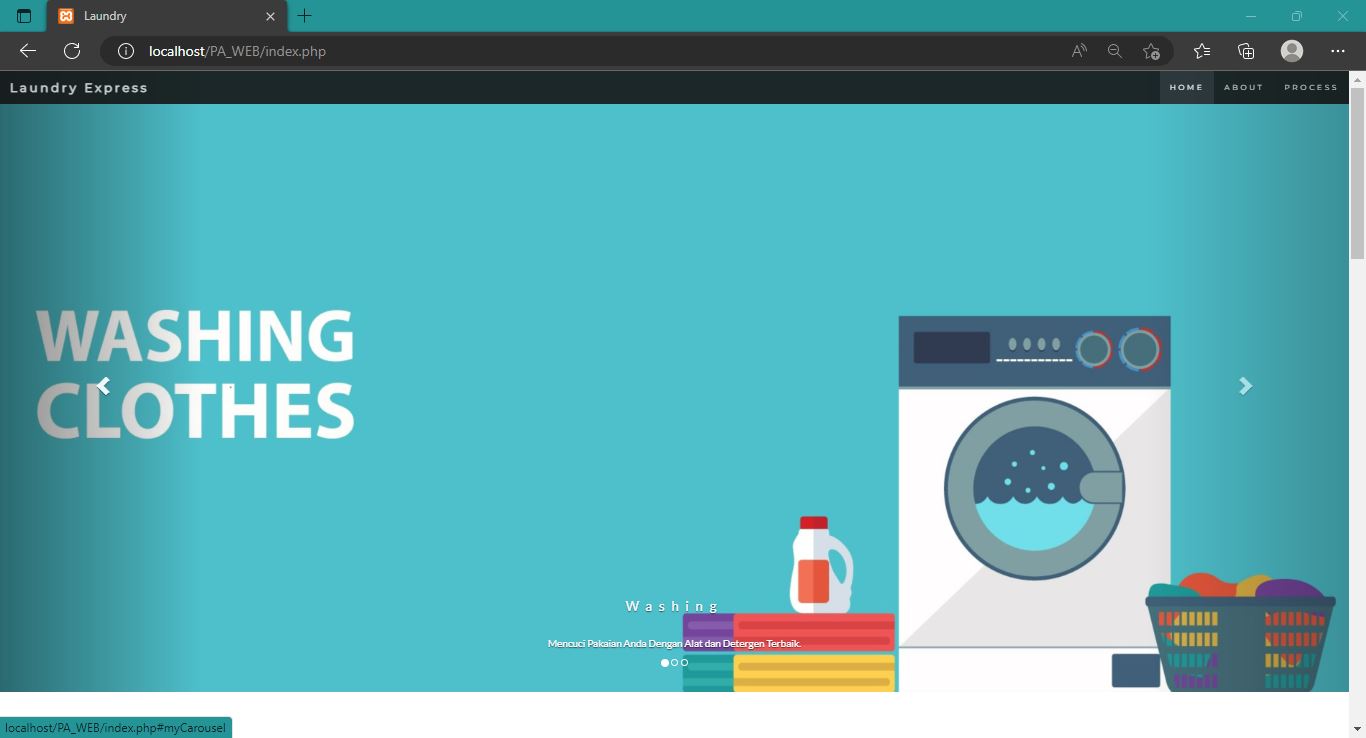 Laundry
localhost/PA_WEB/index.php
Laundry Express
HOME ABOUT PROCESS
WASHING
CLOTHES
Washing
Mencuci Pakaian Anda Dengan Alat dan Detergen Terbaik.
localhost/PA_WEB/index.php#myCarousel